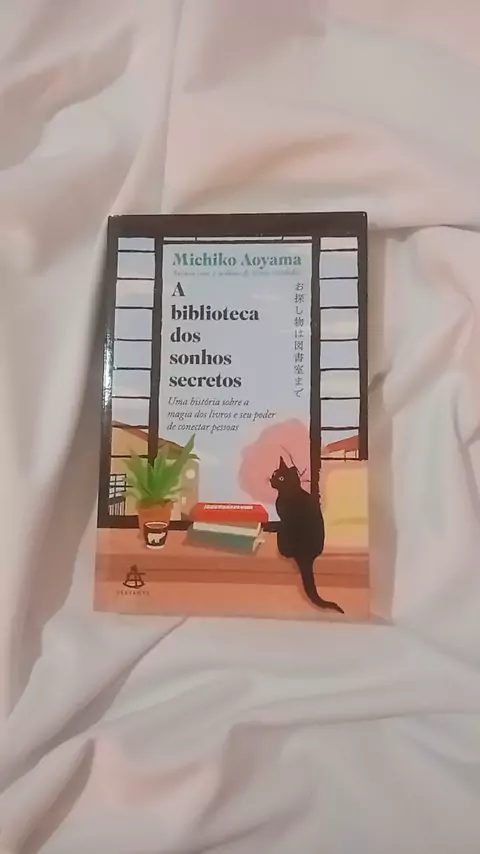 Michiko Aoyama
A
biblioteca
dos
sonhos
secretos
お探し物は図書室まで
Uma história sobre a
magia dos livros e seu poder
de conectar pessoas
SEXTANTE